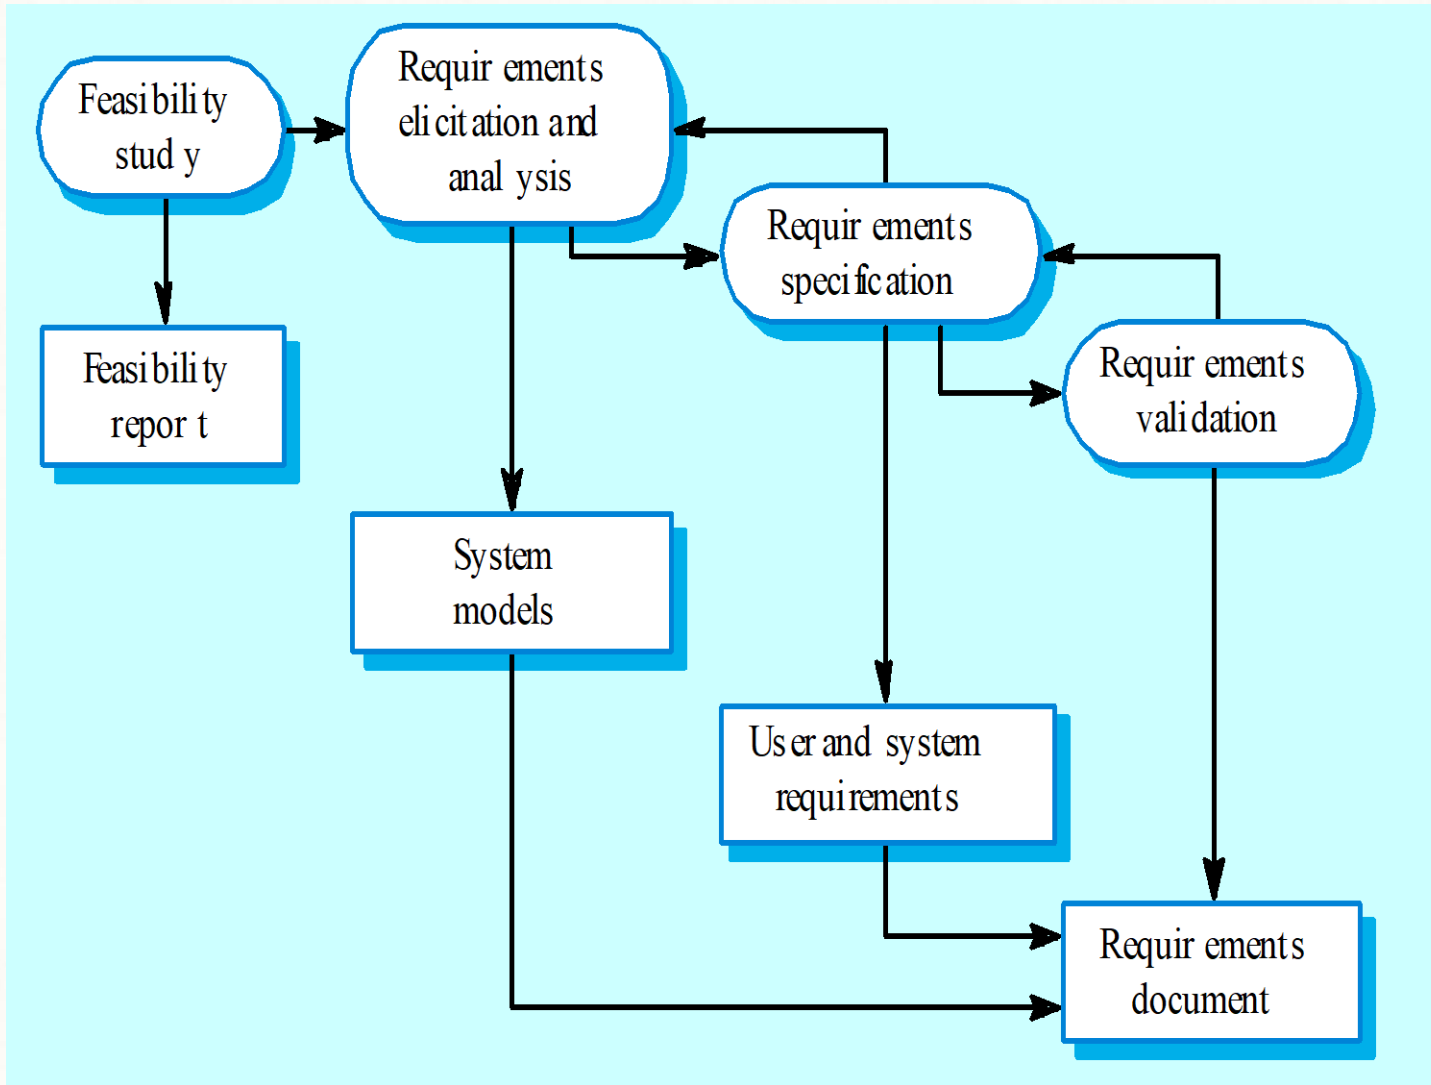 Feasibility
study
Requirements
elicitation and
analysis
Requirements
specification
Requirements
validation
Feasibility
report
System
models
User and system
requirements
Requirements
document